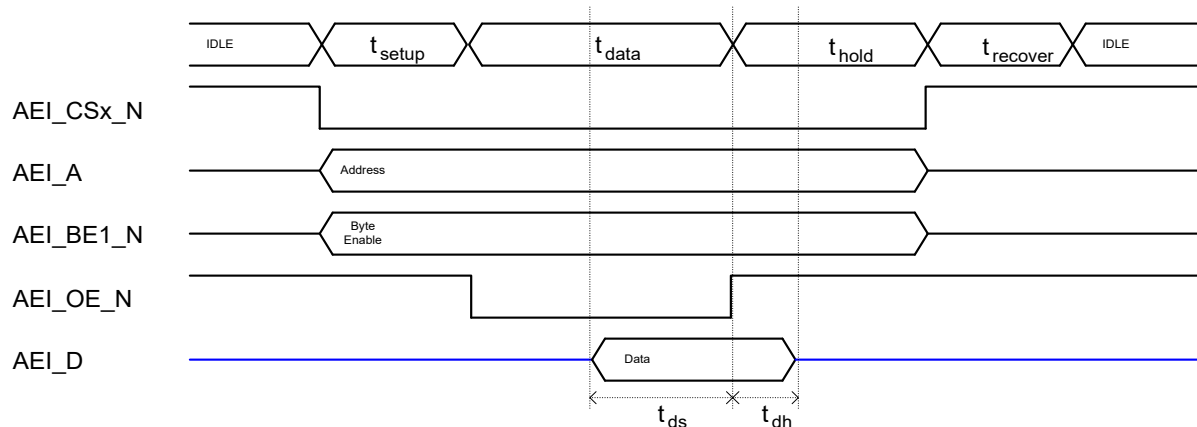 IDLE t_setup t_data t_hold t_recover IDLE
AEI_CSx_N
AEI_A Address
AEI_BE1_N Byte
Enable
AEI_OE_N
AEI_D Data
t_ds t_dh